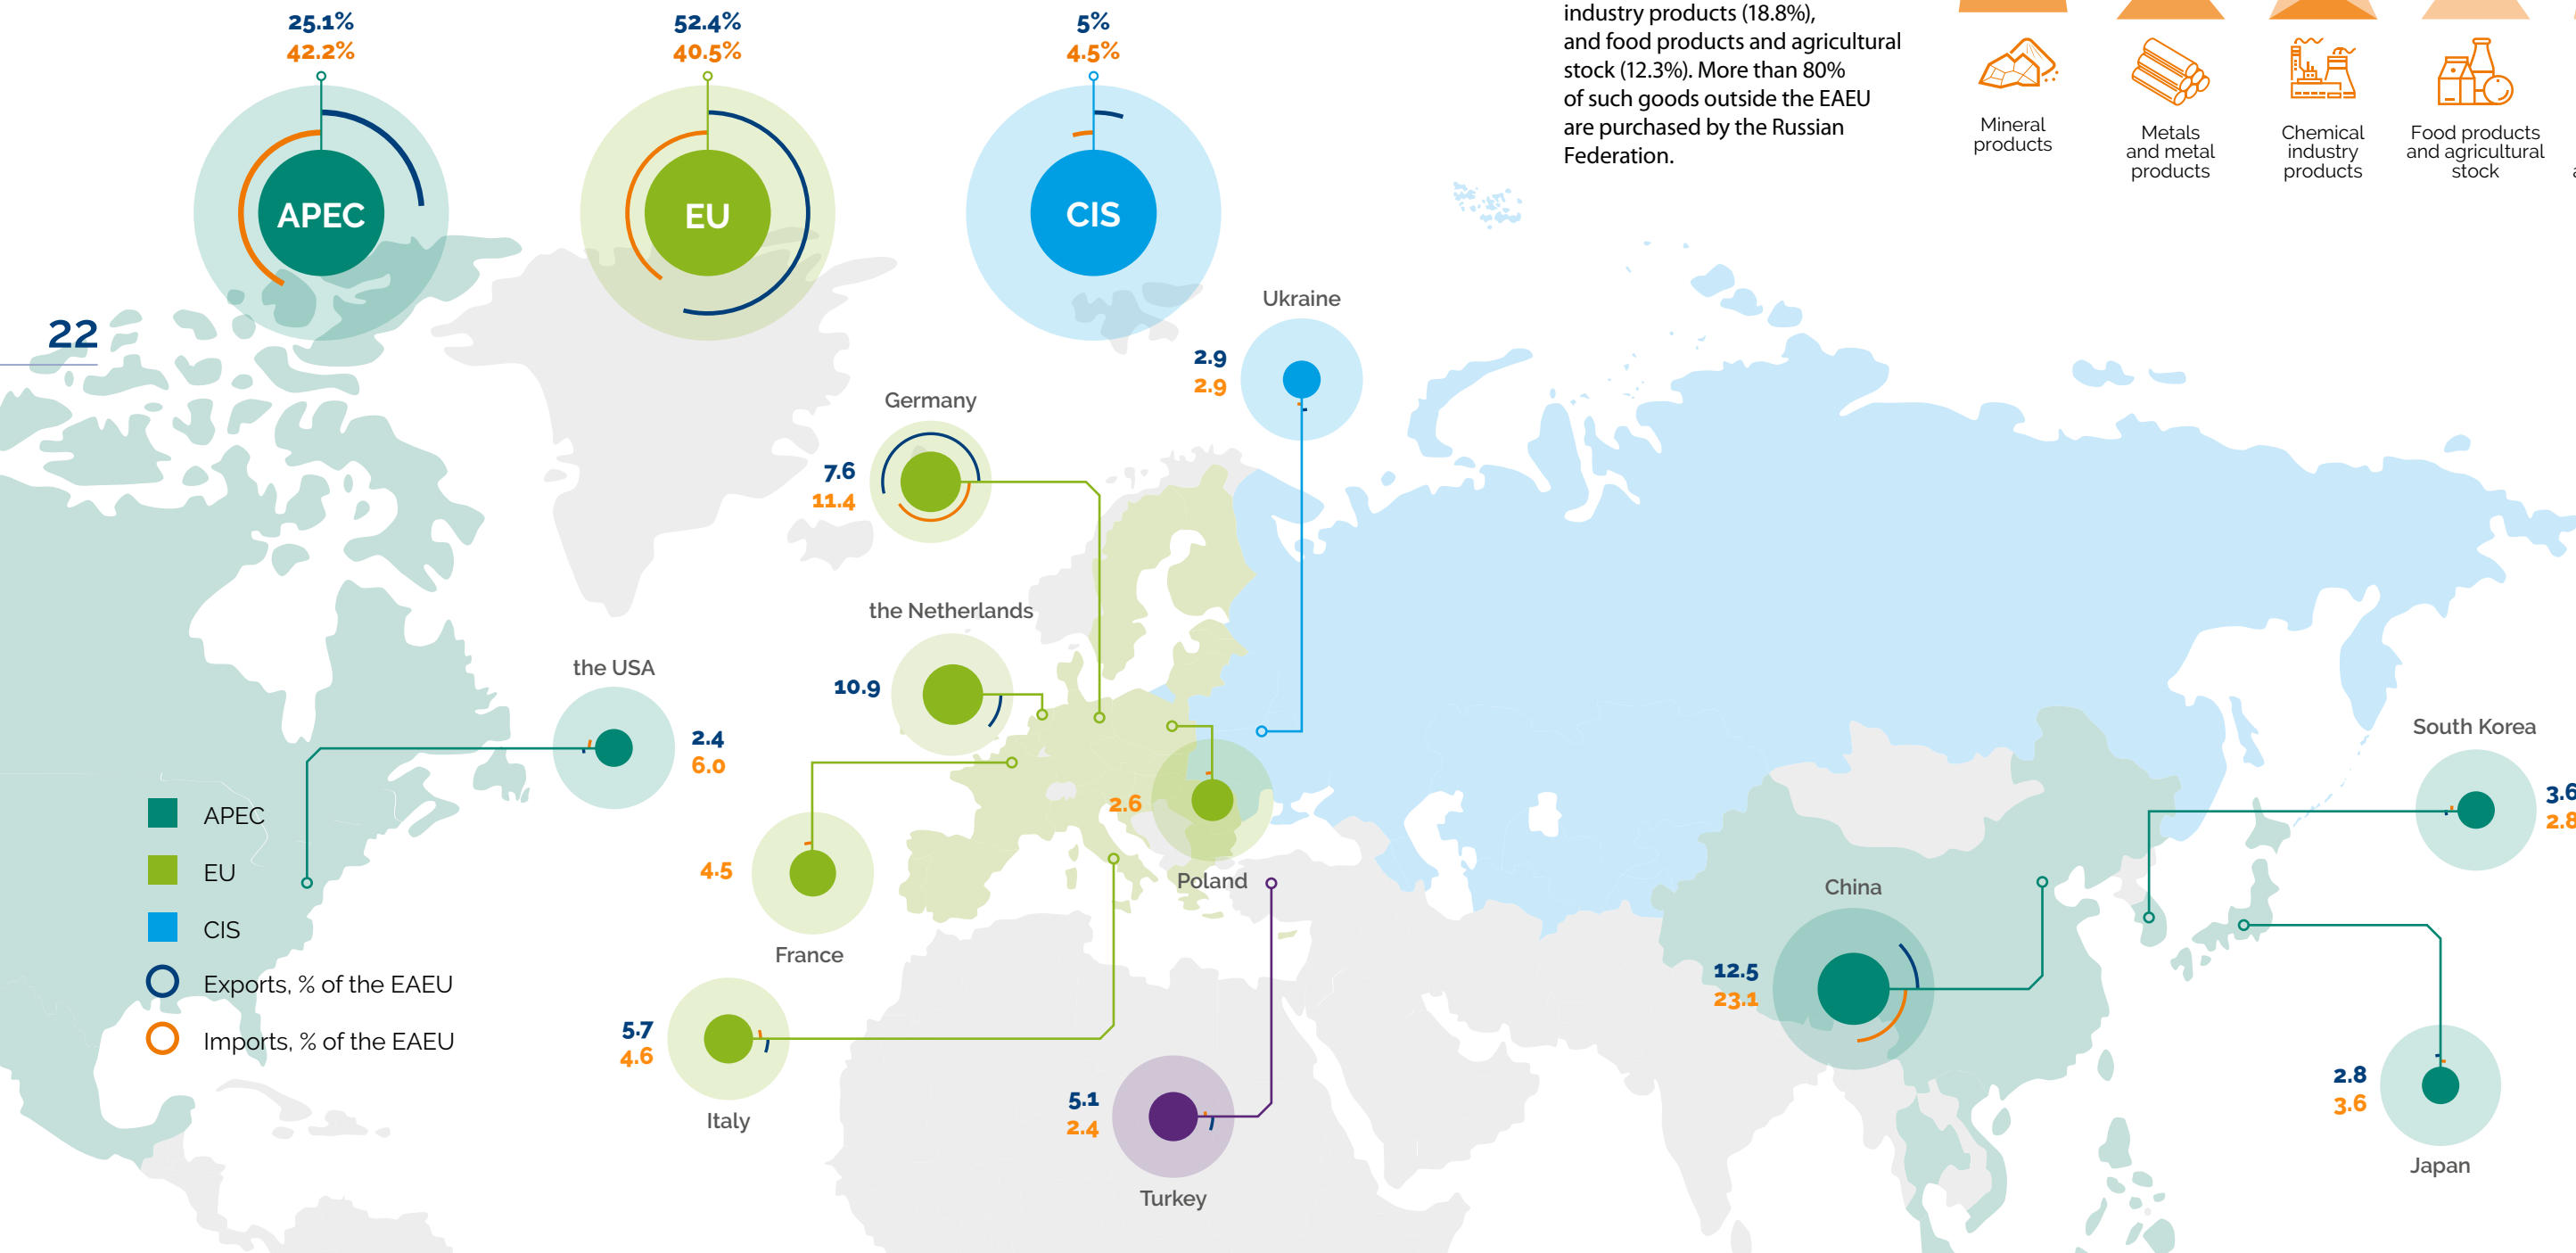 25.1%
42.2%
APEC
52.4%
40.5%
EU
5%
4.5%
CIS
industry products (18.8%),
and food products and agricultural
stock (12.3%). More than 80%
of such goods outside the EAEU
are purchased by the Russian
Federation.
Mineral
products
Metals
and metal
products
Chemical
industry
products
Food products
and agricultural
stock
22
Ukraine
2.9
2.9
Germany
7.6
11.4
the Netherlands
10.9
the USA
2.4
6.0
South Korea
3.6
2.8
2.6
Poland
4.5
France
China
12.5
23.1
5.7
4.6
Italy
5.1
2.4
Turkey
2.8
3.6
Japan
APEC
EU
CIS
Exports, % of the EAEU
Imports, % of the EAEU